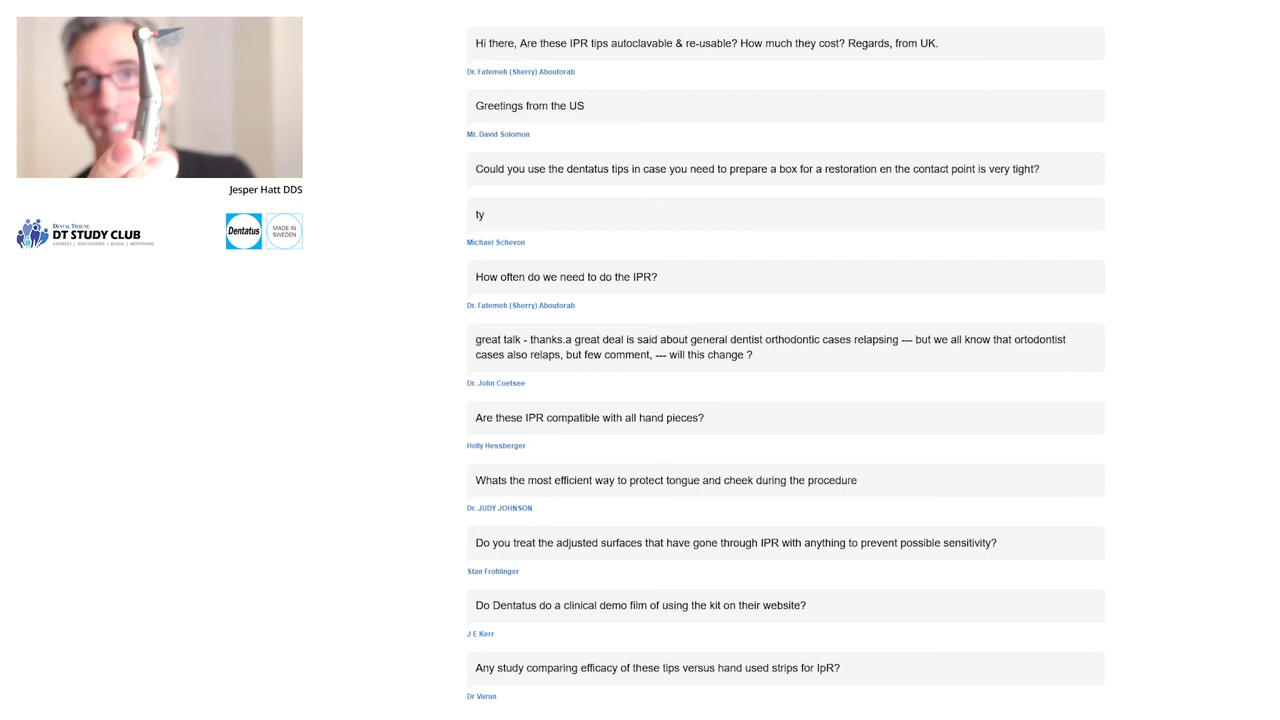 Jesper Hatt DDS
DENTAL TRIBUNE
DT STUDY CLUB
COURSES | DISCUSSIONS | BLOGS | MENTORING
Dentatus
MADE IN
SWEDEN
Hi there, Are these IPR tips autoclavable & re-usable? How much they cost? Regards, from UK.
Dr. Fatemeh (Sherry) Aboutorab
Greetings from the US
Mr. David Solomon
Could you use the dentatus tips in case you need to prepare a box for a restoration en the contact point is very tight?
ty
Michael Schevon
How often do we need to do the IPR?
Dr. Fatemeh (Sherry) Aboutorab
great talk - thanks.a great deal is said about general dentist orthodontic cases relapsing --- but we all know that ortodontist
cases also relaps, but few comment, --- will this change ?
Dr. John Coetsee
Are these IPR compatible with all hand pieces?
Holly Hessberger
Whats the most efficient way to protect tongue and cheek during the procedure
Dr. JUDY JOHNSON
Do you treat the adjusted surfaces that have gone through IPR with anything to prevent possible sensitivity?
Stan Frohlinger
Do Dentatus do a clinical demo film of using the kit on their website?
J E Kerr
Any study comparing efficacy of these tips versus hand used strips for IpR?
Dr Varun